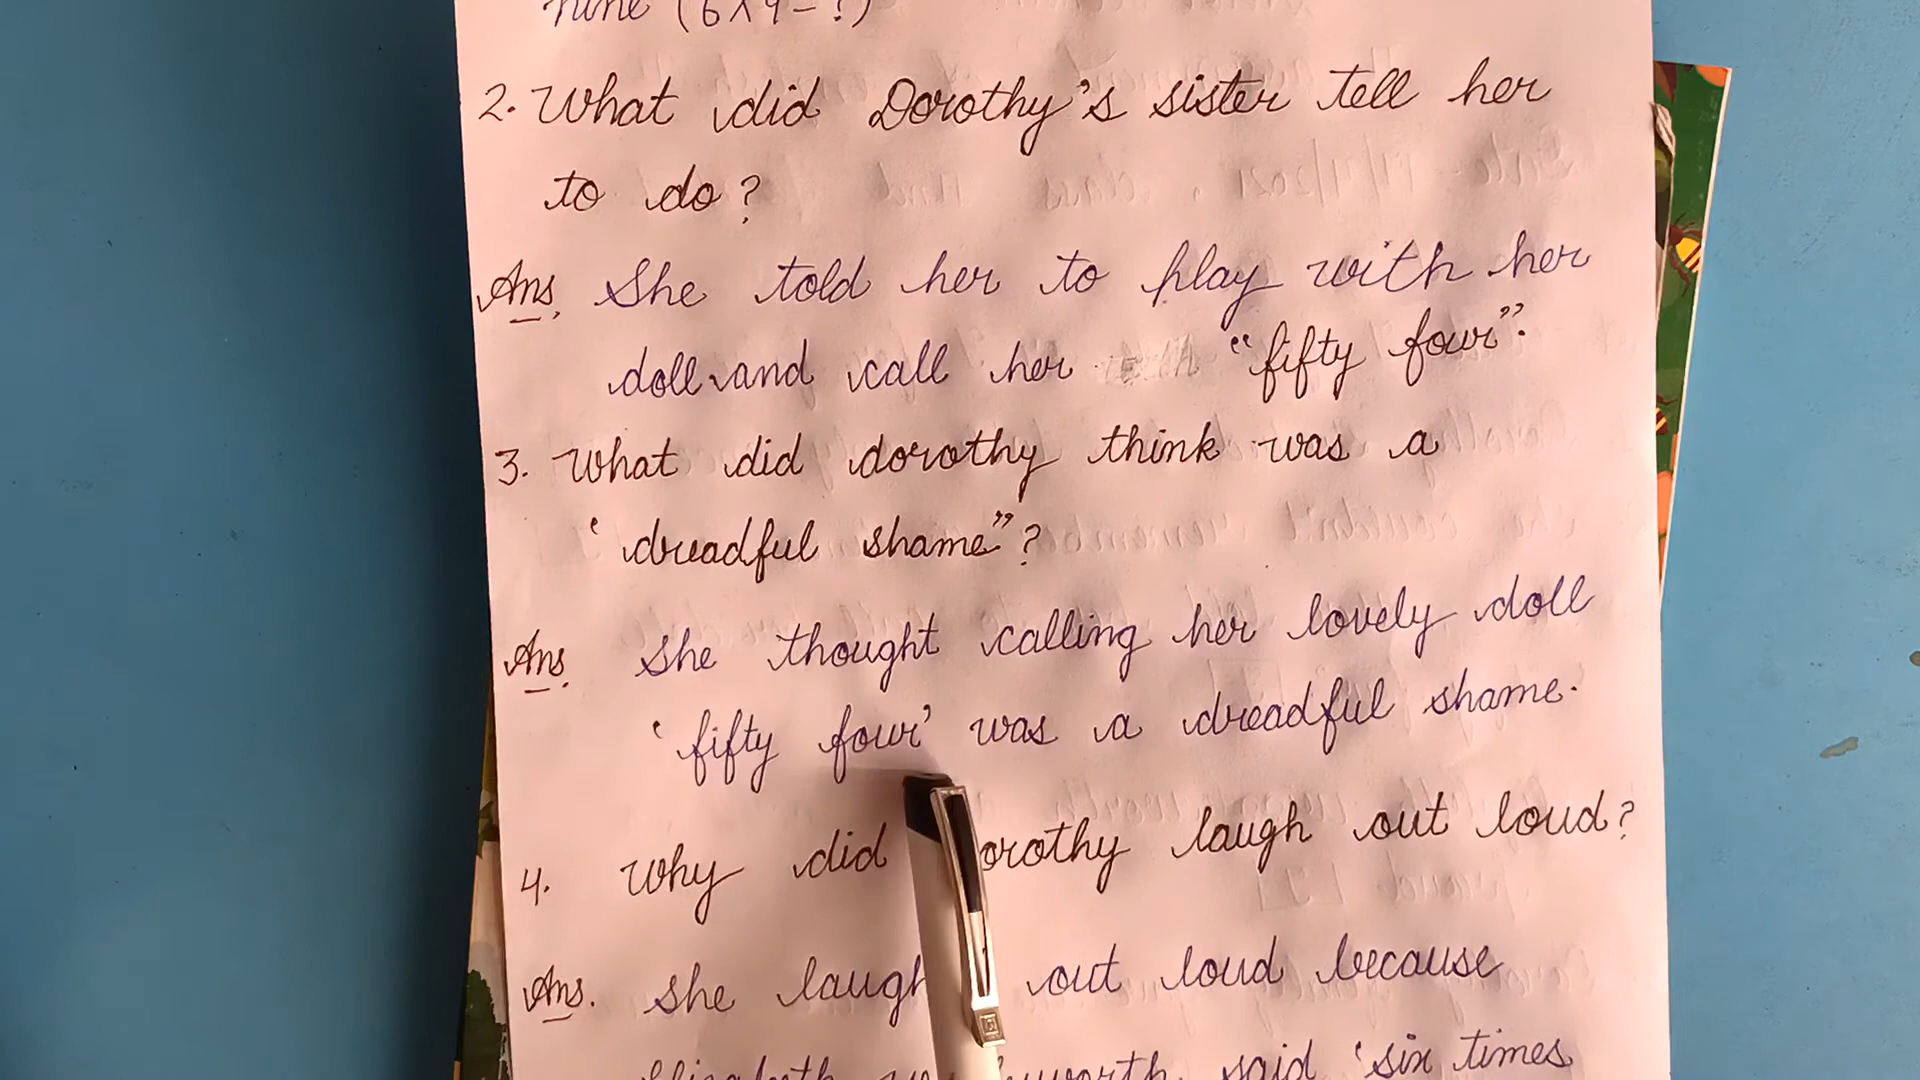 nine (6x9=?)
2. What did Dorothy's sister tell her
to do?
Ans. She told her to play with her
doll and call her "fifty four".
3. What did dorothy think was a
'dreadful shame"?
Ans. She thought calling her lovely doll
'fifty four' was a dreadful shame.
4. Why did orothy laugh out loud?
Ans. She laugh out loud because
said 'six times